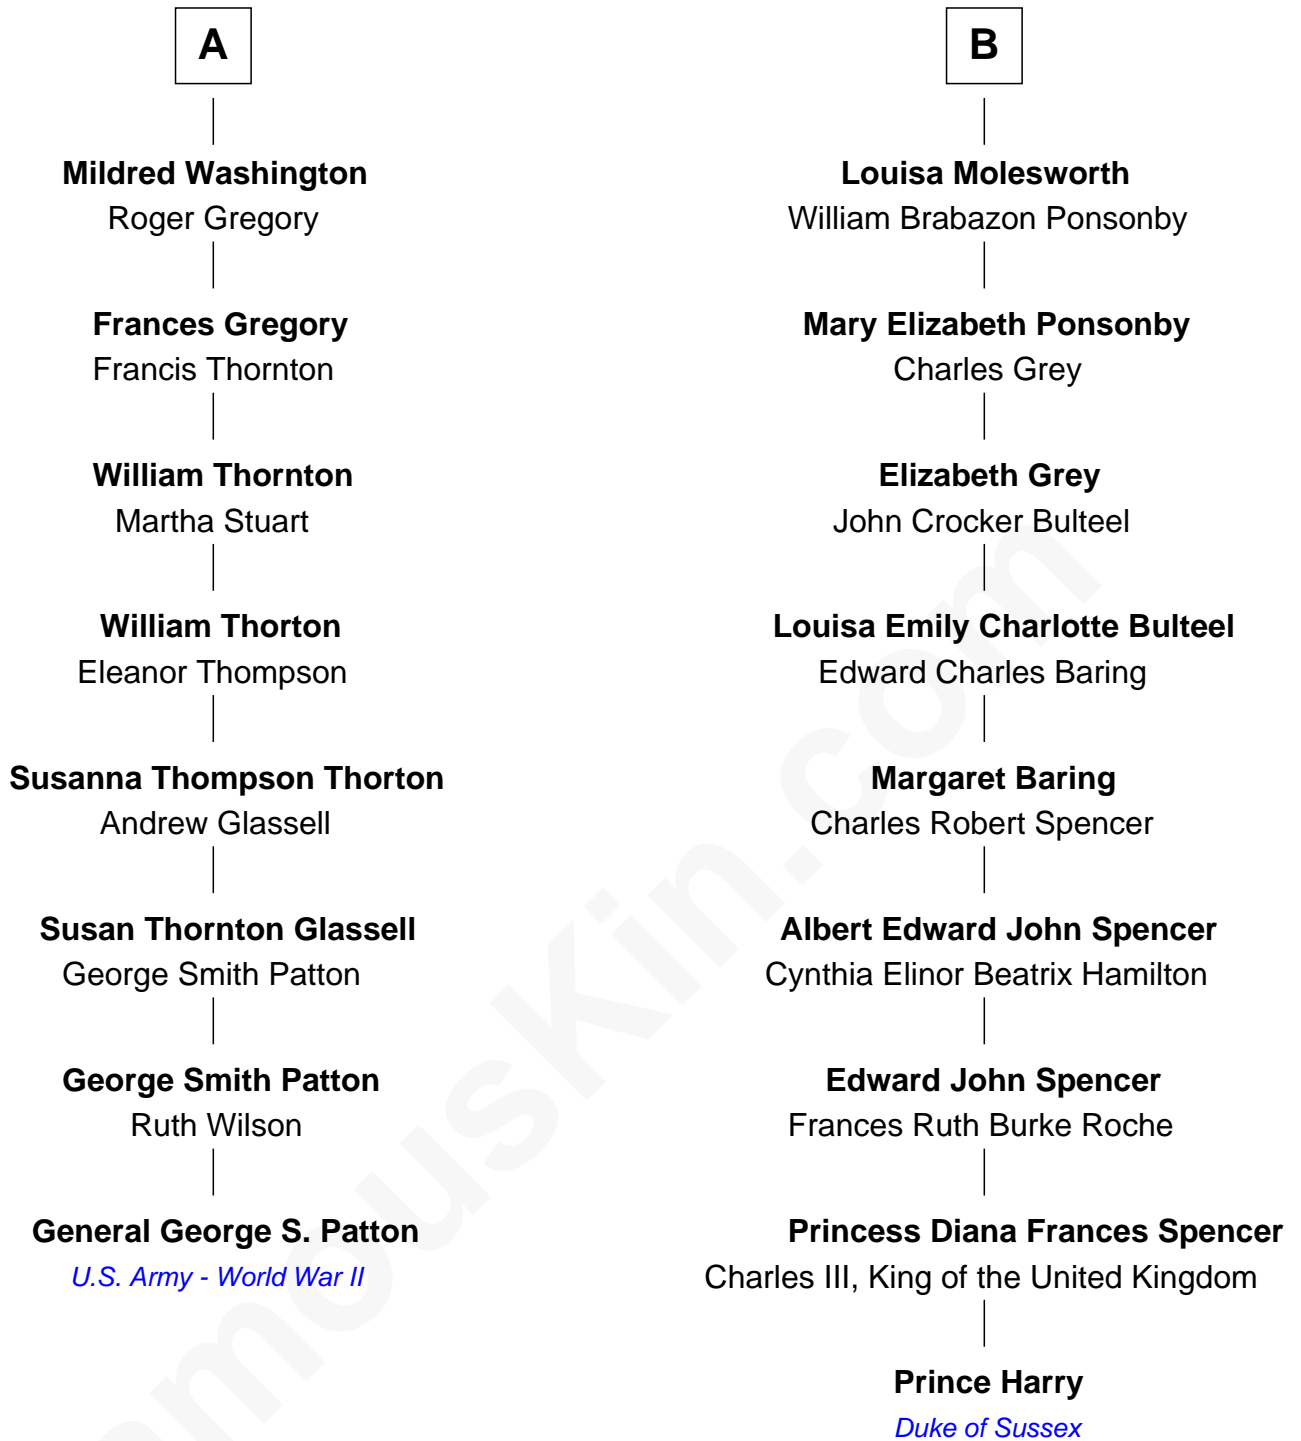 A
Mildred Washington
Roger Gregory
Frances Gregory
Francis Thornton
William Thornton
Martha Stuart
William Thorton
Eleanor Thompson
Susanna Thompson Thorton
Andrew Glassell
Susan Thornton Glassell
George Smith Patton
George Smith Patton
Ruth Wilson
General George S. Patton
U.S. Army - World War II
B
Louisa Molesworth
William Brabazon Ponsonby
Mary Elizabeth Ponsonby
Charles Grey
Elizabeth Grey
John Crocker Bulteel
Louisa Emily Charlotte Bulteel
Edward Charles Baring
Margaret Baring
Charles Robert Spencer
Albert Edward John Spencer
Cynthia Elinor Beatrix Hamilton
Edward John Spencer
Frances Ruth Burke Roche
Princess Diana Frances Spencer
Charles III, King of the United Kingdom
Prince Harry
Duke of Sussex
amousKin.com